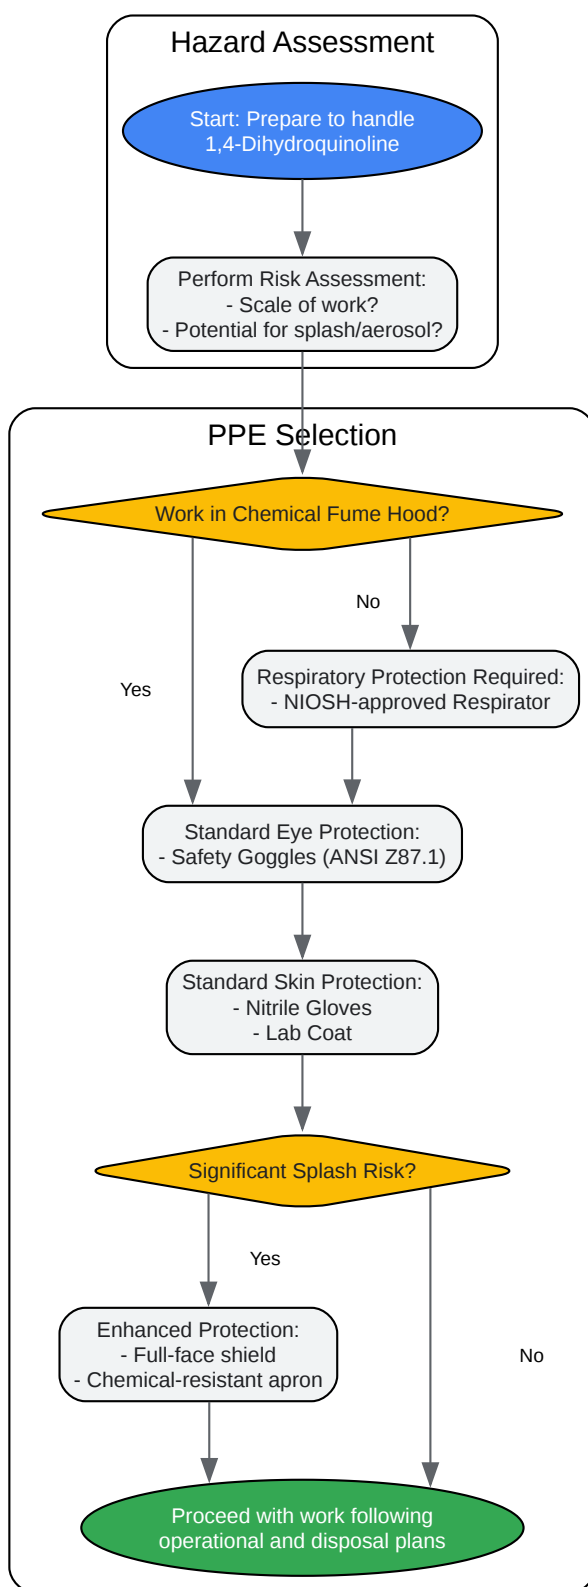 Hazard Assessment
Start: Prepare to handle
1,4-Dihydroquinoline
Perform Risk Assessment:
- Scale of work?
- Potential for splash/aerosol?
PPE Selection
Work in Chemical Fume Hood?
No
Respiratory Protection Required:
- NIOSH-approved Respirator
Yes
Standard Eye Protection:
- Safety Goggles (ANSI Z87.1)
Standard Skin Protection:
- Nitrile Gloves
- Lab Coat
Significant Splash Risk?
Yes
Enhanced Protection:
- Full-face shield
- Chemical-resistant apron
No
Proceed with work following
operational and disposal plans